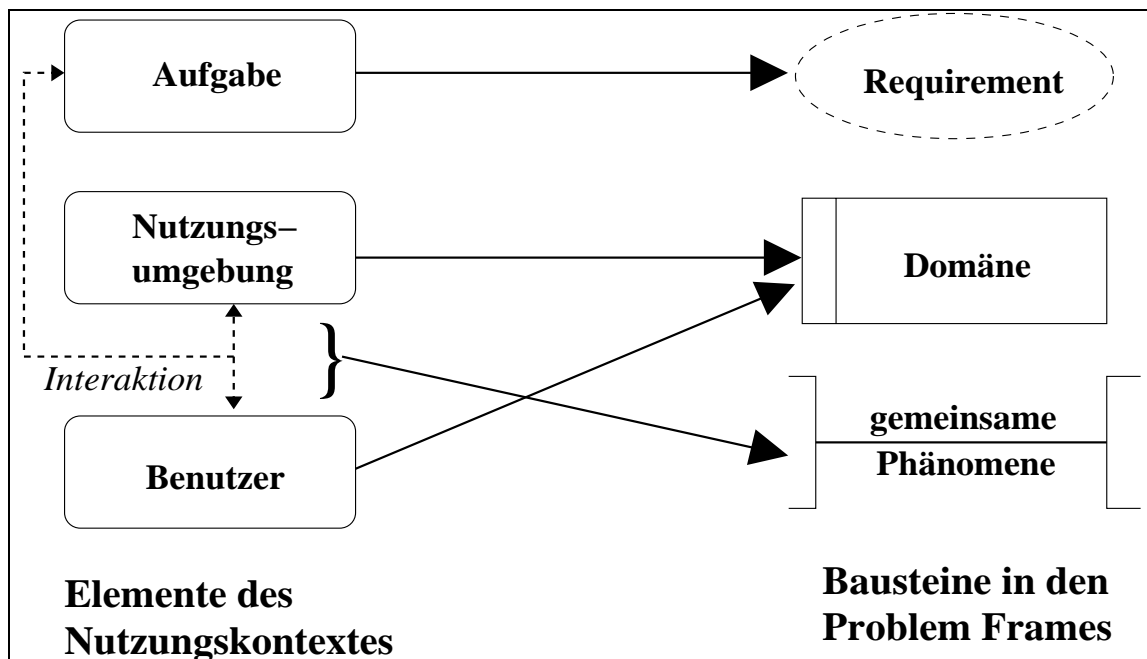 Aufgabe
Requirement
Nutzungs–
umgebung
Domäne
}
Interaktion
gemeinsame
Phänomene
Benutzer
Elemente des
Nutzungskontextes
Bausteine in den
Problem Frames